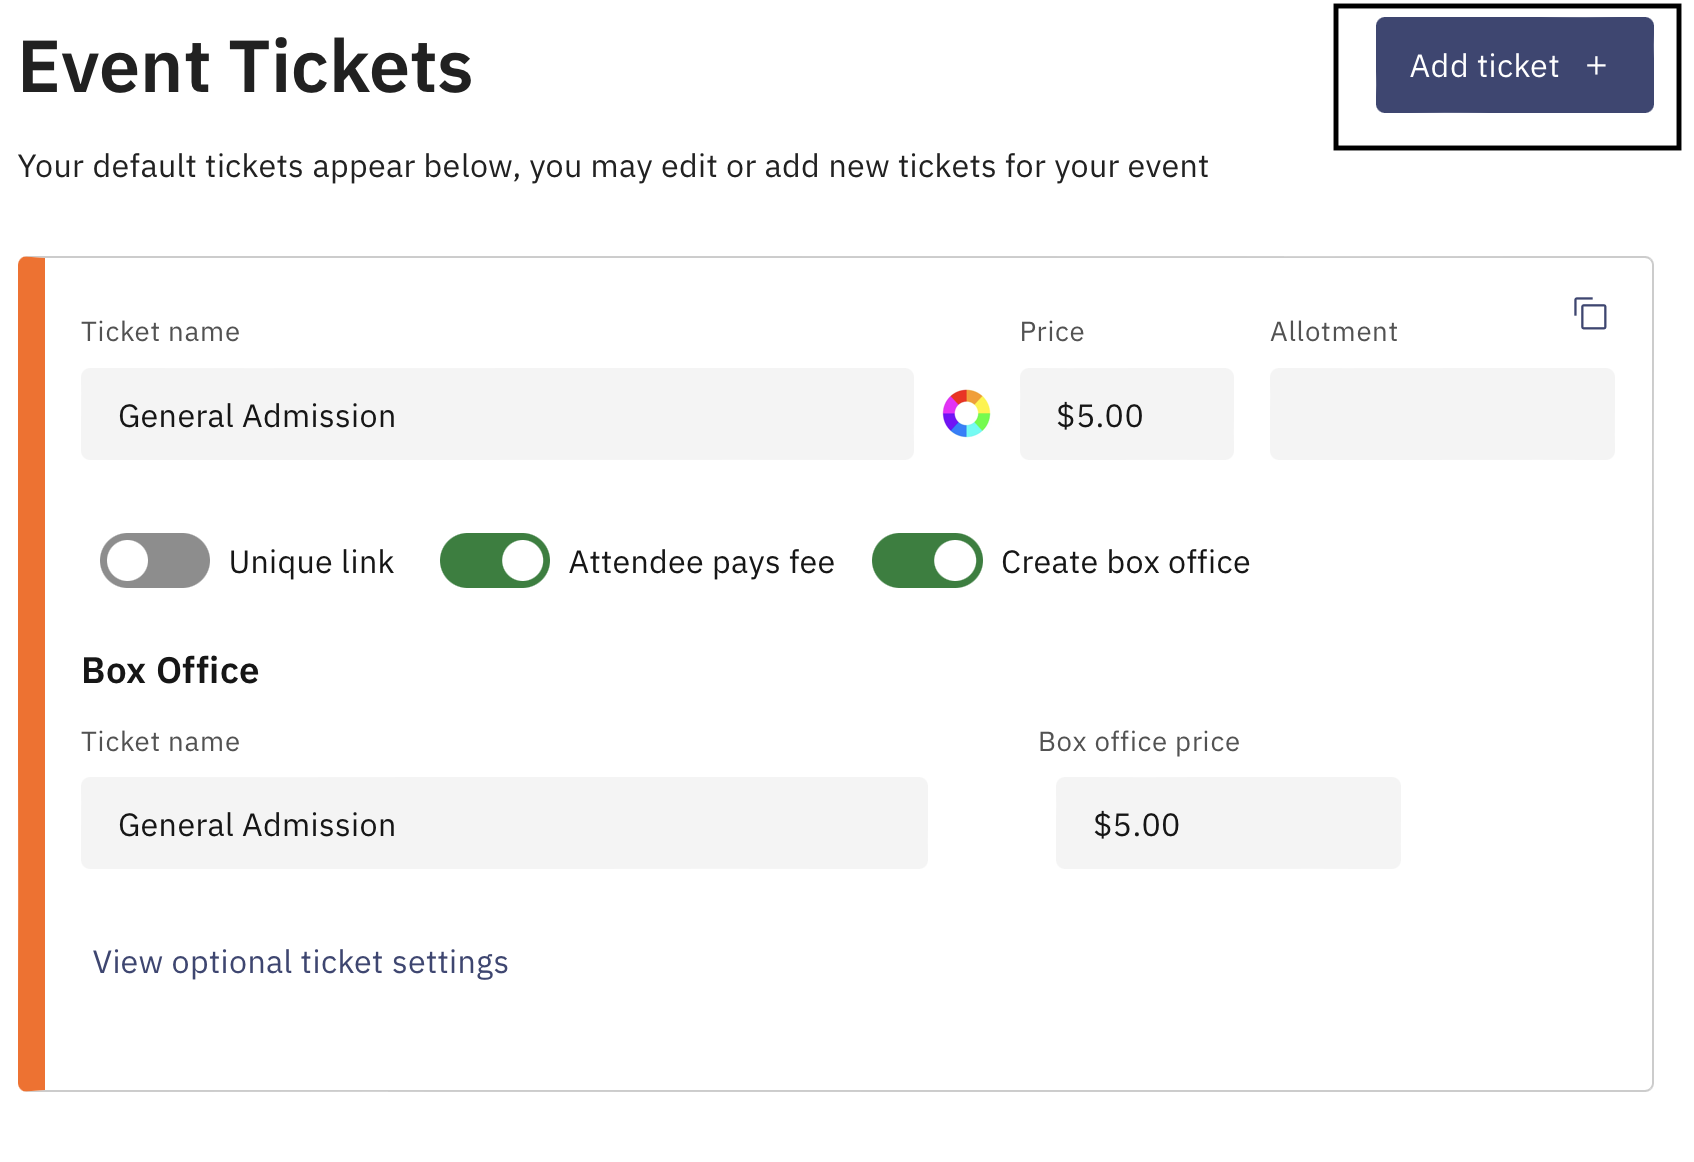 Event Tickets
Add ticket +
Your default tickets appear below, you may edit or add new tickets for your event
Ticket name
Price
Allotment
General Admission
$5.00
Unique link
Attendee pays fee
Create box office
Box Office
Ticket name
Box office price
General Admission
$5.00
View optional ticket settings